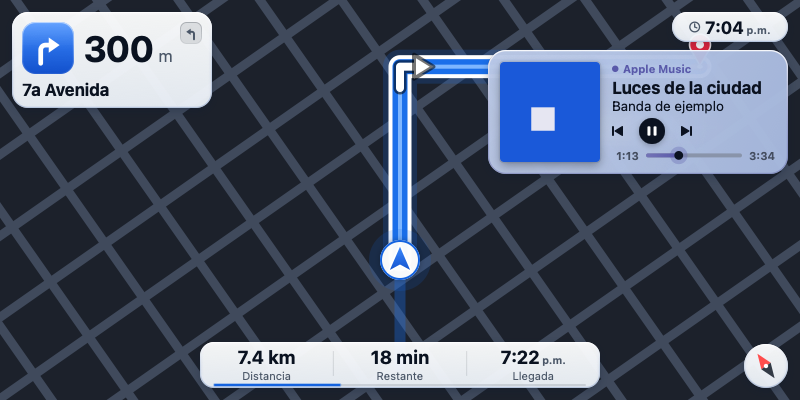 300 m
7a Avenida
7:04 p.m.
Apple Music
Luces de la ciudad
Banda de ejemplo
1:13 3:34
7.4 km 18 min 7:22 p.m.
Distancia Restante Llegada